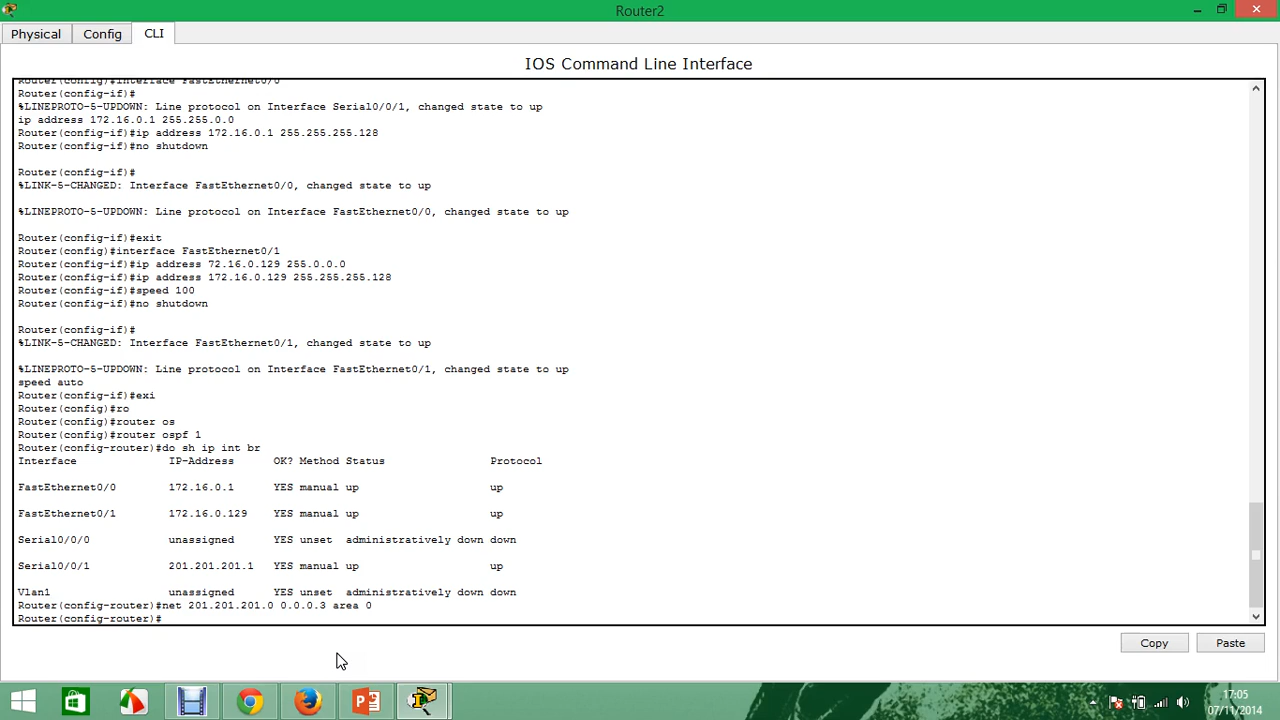 Router2
Physical Config CLI
IOS Command Line Interface
Router(config)#interface FastEthernet0/0
Router(config-if)#
%LINEPROTO-5-UPDOWN: Line protocol on Interface Serial0/0/1, changed state to up
ip address 172.16.0.1 255.255.0.0
Router(config-if)#ip address 172.16.0.1 255.255.255.128
Router(config-if)#no shutdown
Router(config-if)#
%LINK-5-CHANGED: Interface FastEthernet0/0, changed state to up
%LINEPROTO-5-UPDOWN: Line protocol on Interface FastEthernet0/0, changed state to up
Router(config-if)#exit
Router(config)#interface FastEthernet0/1
Router(config-if)#ip address 72.16.0.129 255.0.0.0
Router(config-if)#ip address 172.16.0.129 255.255.255.128
Router(config-if)#speed 100
Router(config-if)#no shutdown
Router(config-if)#
%LINK-5-CHANGED: Interface FastEthernet0/1, changed state to up
%LINEPROTO-5-UPDOWN: Line protocol on Interface FastEthernet0/1, changed state to up
speed auto
Router(config-if)#exi
Router(config)#ro
Router(config)#router os
Router(config)#router ospf 1
Router(config-router)#do sh ip int br
Interface IP-Address OK? Method Status Protocol
FastEthernet0/0 172.16.0.1 YES manual up up
FastEthernet0/1 172.16.0.129 YES manual up up
Serial0/0/0 unassigned YES unset administratively down down
Serial0/0/1 201.201.201.1 YES manual up up
Vlan1 unassigned YES unset administratively down down
Router(config-router)#net 201.201.201.0 0.0.0.3 area 0
Router(config-router)#
Copy Paste
17:05
07/11/2014